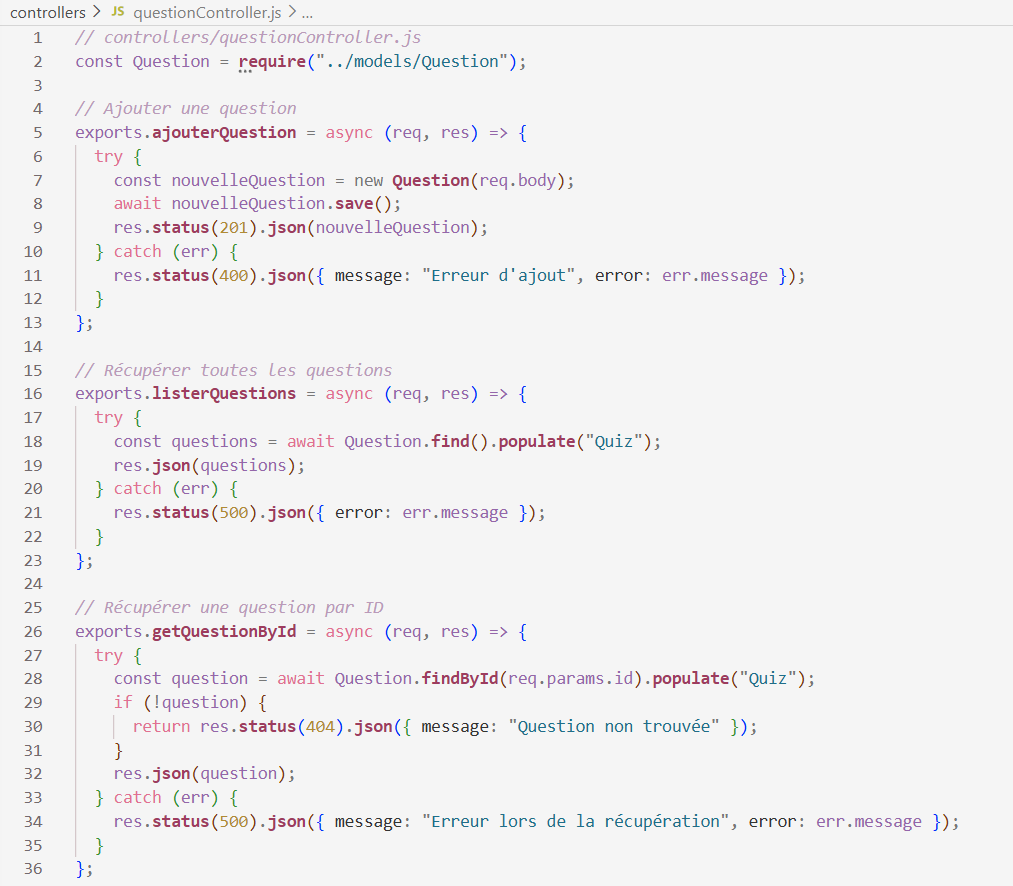 controllers > JS questionController.js > ...
1 // controllers/questionController.js
2 const Question = require("../models/Question");
3
4 // Ajouter une question
5 exports.ajouterQuestion = async (req, res) => {
6   try {
7     const nouvelleQuestion = new Question(req.body);
8     await nouvelleQuestion.save();
9     res.status(201).json(nouvelleQuestion);
10   } catch (err) {
11     res.status(400).json({ message: "Erreur d'ajout", error: err.message });
12   }
13 };
14
15 // Récupérer toutes les questions
16 exports.listerQuestions = async (req, res) => {
17   try {
18     const questions = await Question.find().populate("Quiz");
19     res.json(questions);
20   } catch (err) {
21     res.status(500).json({ error: err.message });
22   }
23 };
24
25 // Récupérer une question par ID
26 exports.getQuestionById = async (req, res) => {
27   try {
28     const question = await Question.findById(req.params.id).populate("Quiz");
29     if (!question) {
30       return res.status(404).json({ message: "Question non trouvée" });
31     }
32     res.json(question);
33   } catch (err) {
34     res.status(500).json({ message: "Erreur lors de la récupération", error: err.message });
35   }
36 };